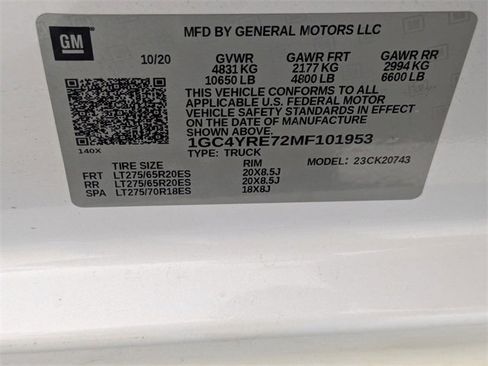 GM
MFD BY GENERAL MOTORS LLC
10/20 GVWR GAWR FRT GAWR RR
4831 KG 2177 KG 2994 KG
10650 LB 4800 LB 6600 LB
THIS VEHICLE CONFORMS TO ALL
APPLICABLE U.S. FEDERAL MOTOR
VEHICLE SAFETY STANDARDS IN EFFECT
ON THE DATE OF MANUFACTURE
SHOWN ABOVE.
1GC4YRE72MF101953
140X
TYPE: TRUCK MODEL: 23CK20743
TIRE SIZE RIM
FRT LT275/65R20ES 20X8.5J
RR LT275/65R20ES 20X8.5J
SPA LT275/70R18ES 18X8J